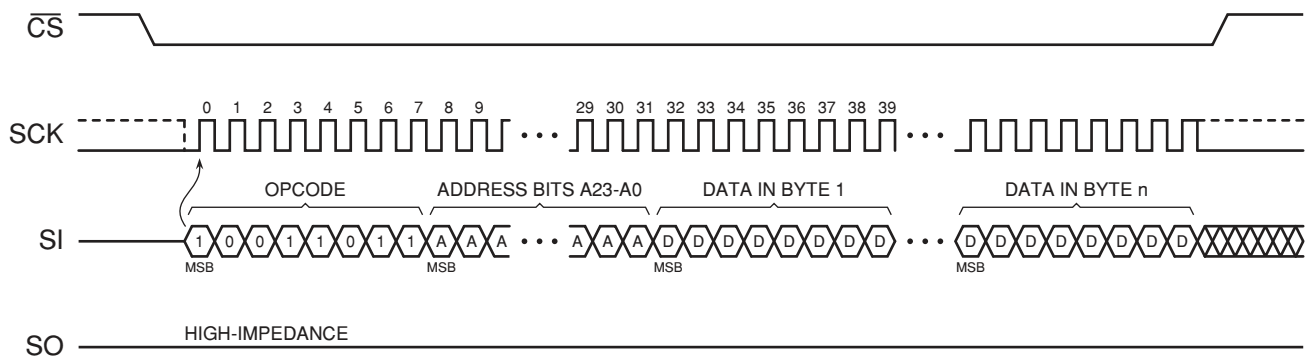 CS
0 1 2 3 4 5 6 7 8 9 29 30 31 32 33 34 35 36 37 38 39
SCK
OPCODE ADDRESS BITS A23-A0 DATA IN BYTE 1 DATA IN BYTE n
SI 1 0 0 1 1 0 1 1 A A A A A A D D D D D D D D D D D D D D D D
MSB MSB MSB MSB
HIGH-IMPEDANCE
SO